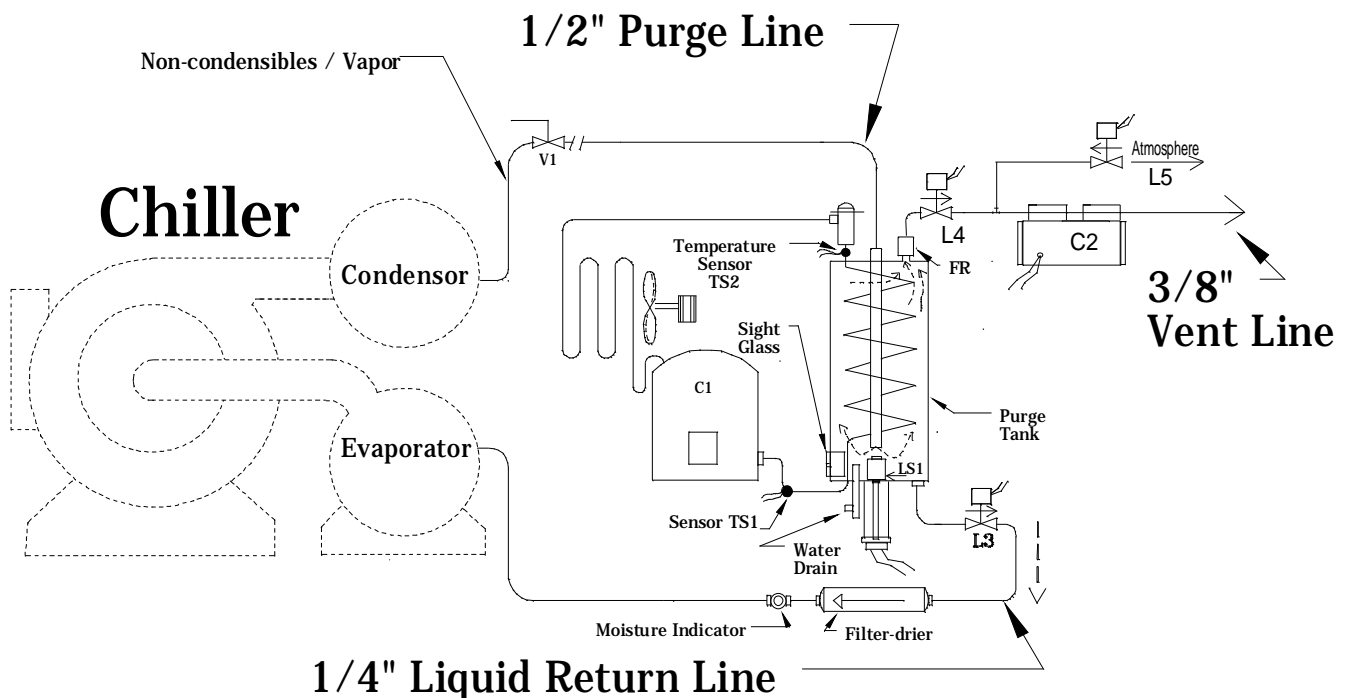 1/2" Purge Line
Non-condensibles / Vapor
V1
Atmosphere
L5
Chiller
L4
C2
Temperature
Sensor
TS2
FR
Condensor
3/8"
Vent Line
Sight
Glass
C1
Purge
Tank
Evaporator
LS1
Sensor TS1
L3
Water
Drain
Moisture Indicator
Filter-drier
1/4" Liquid Return Line